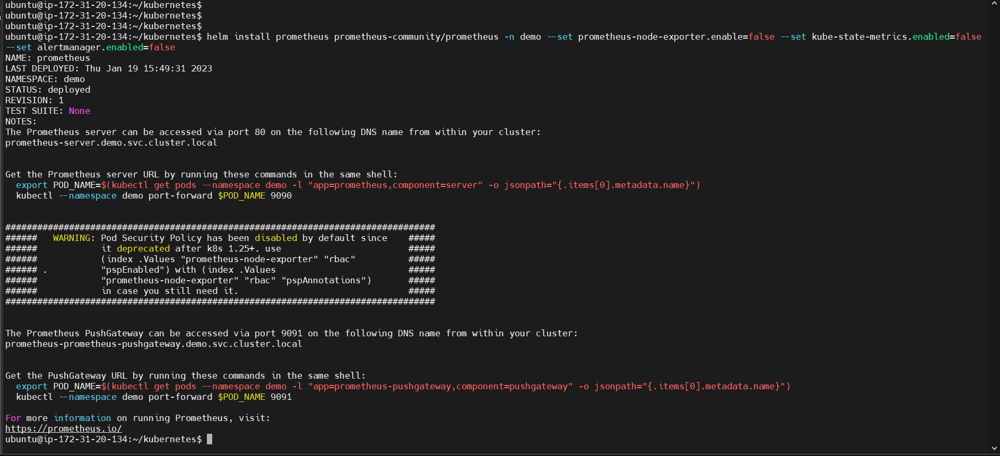 ubuntu@ip-172-31-20-134:~/kubernetes$
ubuntu@ip-172-31-20-134:~/kubernetes$
ubuntu@ip-172-31-20-134:~/kubernetes$
ubuntu@ip-172-31-20-134:~/kubernetes$ helm install prometheus prometheus-community/prometheus -n demo --set prometheus-node-exporter.enable=false --set kube-state-metrics.enabled=false
--set alertmanager.enabled=false
NAME: prometheus
LAST DEPLOYED: Thu Jan 19 15:49:31 2023
NAMESPACE: demo
STATUS: deployed
REVISION: 1
TEST SUITE: None
NOTES:
The Prometheus server can be accessed via port 80 on the following DNS name from within your cluster:
prometheus-server.demo.svc.cluster.local
Get the Prometheus server URL by running these commands in the same shell:
  export POD_NAME=$(kubectl get pods --namespace demo -l "app=prometheus,component=server" -o jsonpath="{.items[0].metadata.name}")
  kubectl --namespace demo port-forward $POD_NAME 9090
#################################################################################
######   WARNING: Pod Security Policy has been disabled by default since    #####
######            it deprecated after k8s 1.25+. use                        #####
######            (index .Values "prometheus-node-exporter" "rbac"          #####
###### .          "pspEnabled") with (index .Values                         #####
######            "prometheus-node-exporter" "rbac" "pspAnnotations")       #####
######            in case you still need it.                                #####
#################################################################################
The Prometheus PushGateway can be accessed via port 9091 on the following DNS name from within your cluster:
prometheus-prometheus-pushgateway.demo.svc.cluster.local
Get the PushGateway URL by running these commands in the same shell:
  export POD_NAME=$(kubectl get pods --namespace demo -l "app=prometheus-pushgateway,component=pushgateway" -o jsonpath="{.items[0].metadata.name}")
  kubectl --namespace demo port-forward $POD_NAME 9091
For more information on running Prometheus, visit:
https://prometheus.io/
ubuntu@ip-172-31-20-134:~/kubernetes$